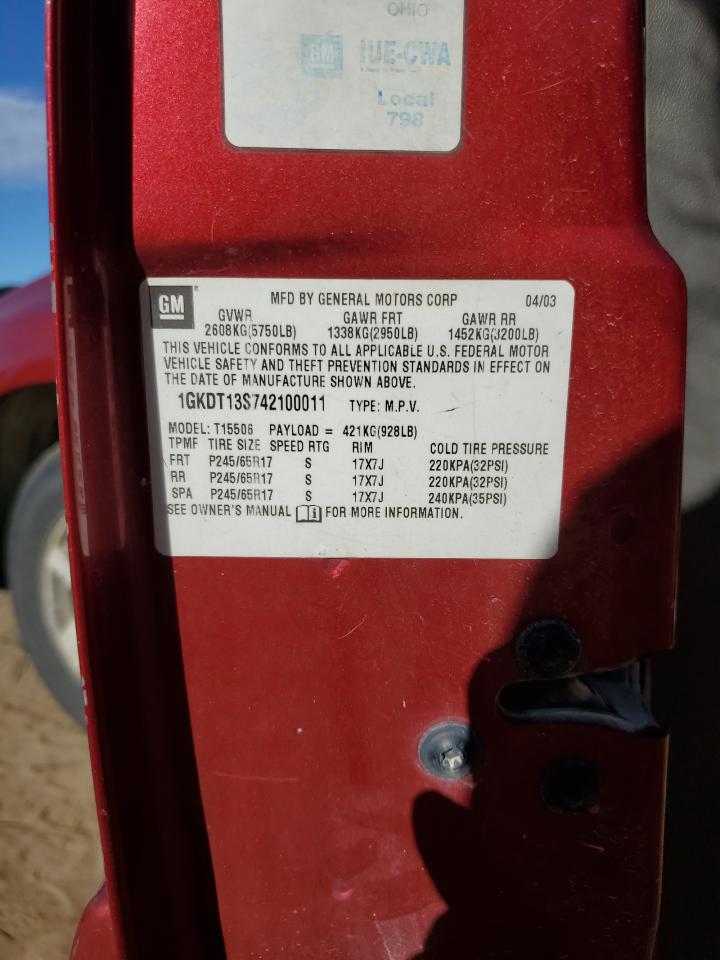 OHIO
GM IUE-CWA
Local
798
GM
MFD BY GENERAL MOTORS CORP 04/03
GVWR GAWR FRT GAWR RR
2608KG(5750LB) 1338KG(2950LB) 1452KG(3200LB)
THIS VEHICLE CONFORMS TO ALL APPLICABLE U.S. FEDERAL MOTOR
VEHICLE SAFETY AND THEFT PREVENTION STANDARDS IN EFFECT ON
THE DATE OF MANUFACTURE SHOWN ABOVE.
1GKDT13S742100011 TYPE: M.P.V.
MODEL: T15506 PAYLOAD = 421KG(928LB)
TPMF TIRE SIZE SPEED RTG RIM COLD TIRE PRESSURE
FRT P245/65R17 S 17X7J 220KPA(32PSI)
RR P245/65R17 S 17X7J 220KPA(32PSI)
SPA P245/65R17 S 17X7J 240KPA(35PSI)
SEE OWNER'S MANUAL FOR MORE INFORMATION.